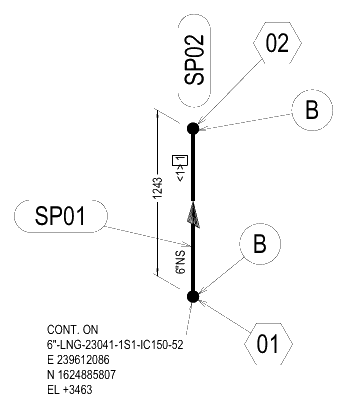 SP02
02
B
<1>1
1243
SP01
6"NS
B
01
CONT. ON
6"-LNG-23041-1S1-IC150-52
E 239612086
N 1624885807
EL +3463